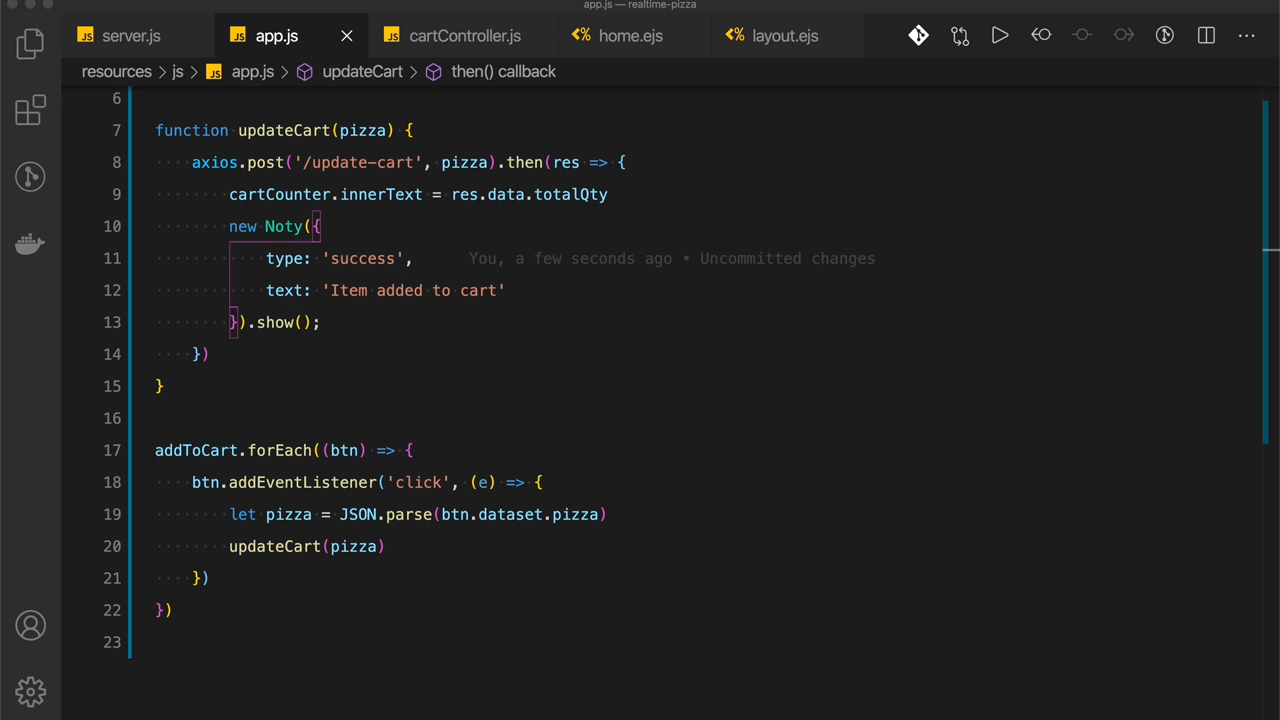 app.js — realtime-pizza
JS server.js JS app.js JS cartController.js home.ejs layout.ejs
resources > js > JS app.js > updateCart > then() callback
6
7 function updateCart(pizza) {
8 axios.post('/update-cart', pizza).then(res => {
9 cartCounter.innerText = res.data.totalQty
10 new Noty({
11 type: 'success', You, a few seconds ago • Uncommitted changes
12 text: 'Item added to cart'
13 }).show();
14 })
15 }
16
17 addToCart.forEach((btn) => {
18 btn.addEventListener('click', (e) => {
19 let pizza = JSON.parse(btn.dataset.pizza)
20 updateCart(pizza)
21 })
22 })
23